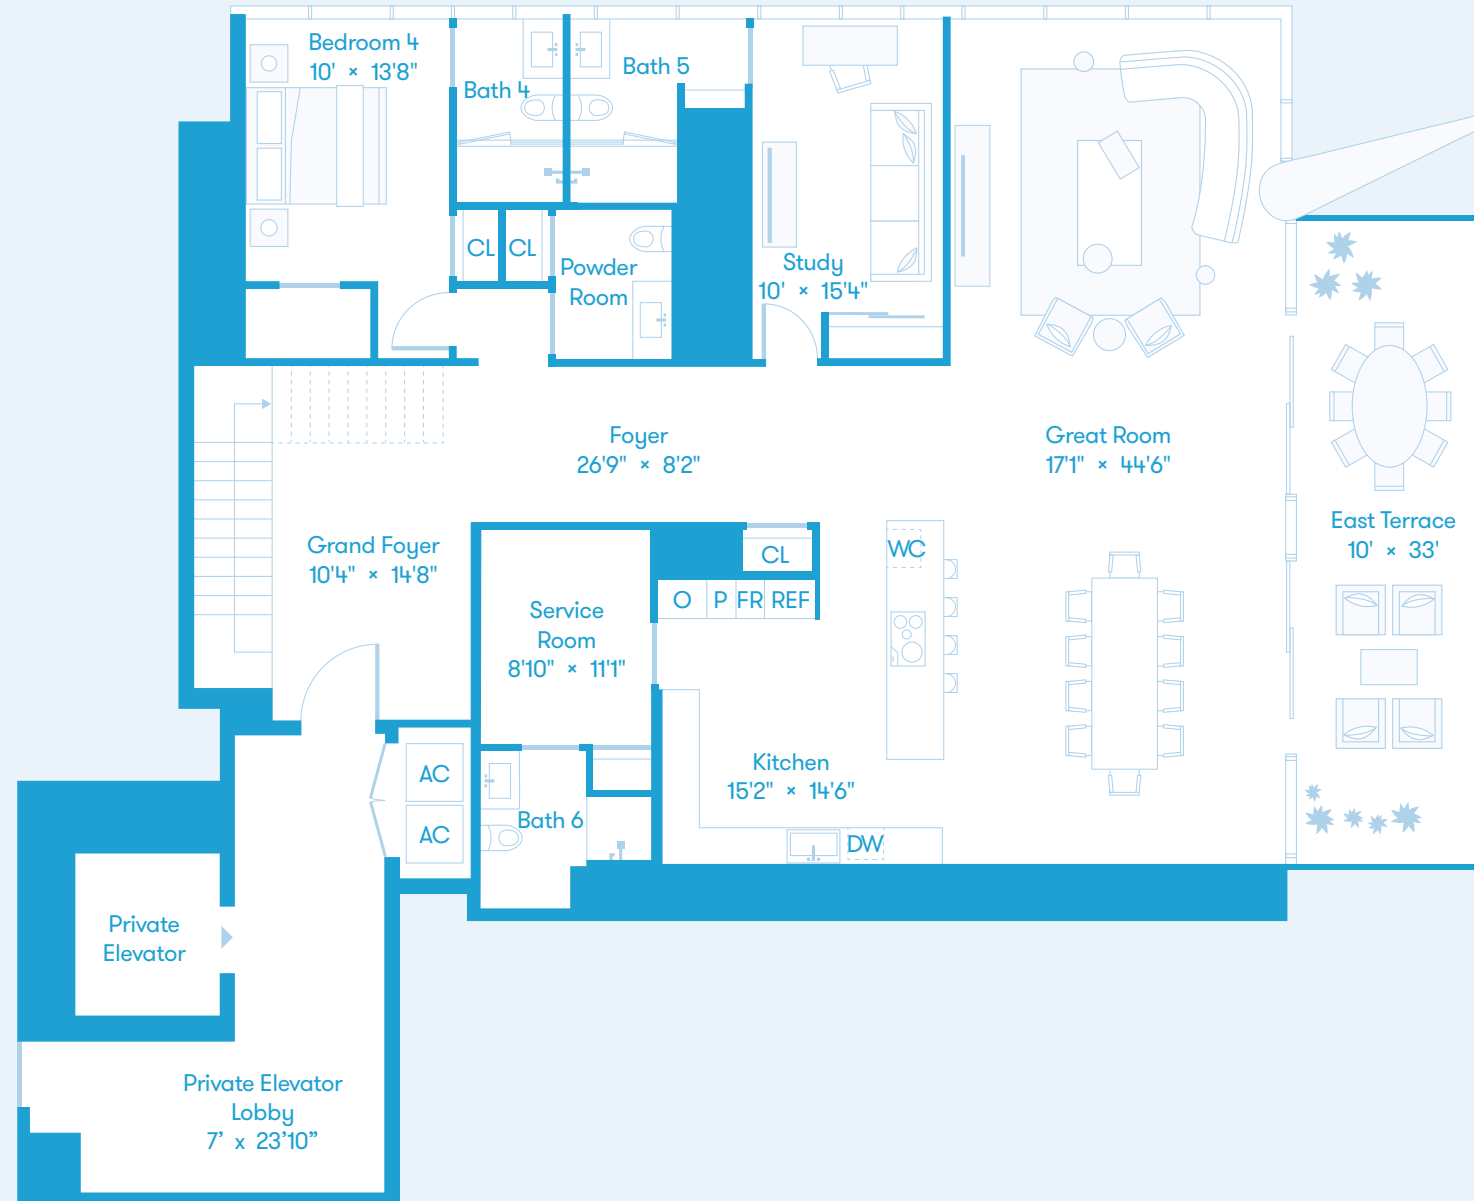 Bedroom 4
10' × 13'8"
Bath 4
Bath 5
CL
CL
Powder
Room
Study
10' × 15'4"
Foyer
26'9" × 8'2"
Great Room
17'1" × 44'6"
East Terrace
10' × 33'
Grand Foyer
10'4" × 14'8"
Service
Room
8'10" × 11'1"
CL
O
P
FR
REF
WC
Kitchen
15'2" × 14'6"
DW
AC
AC
Bath 6
Private
Elevator
Private Elevator
Lobby
7’ x 23’10”